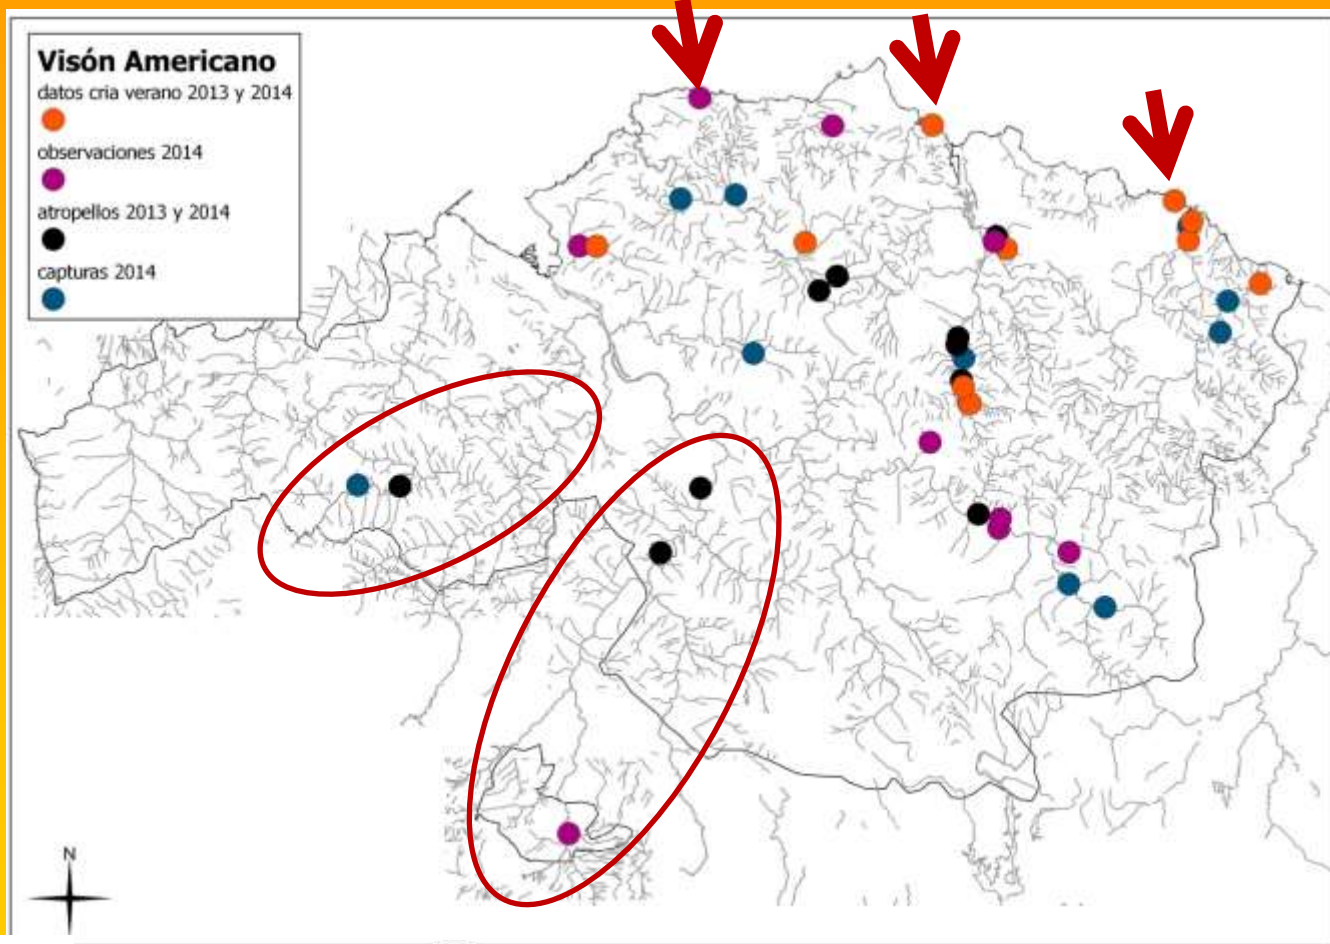 Visón Americano
datos cria verano 2013 y 2014
observaciones 2014
atropellos 2013 y 2014
capturas 2014
N